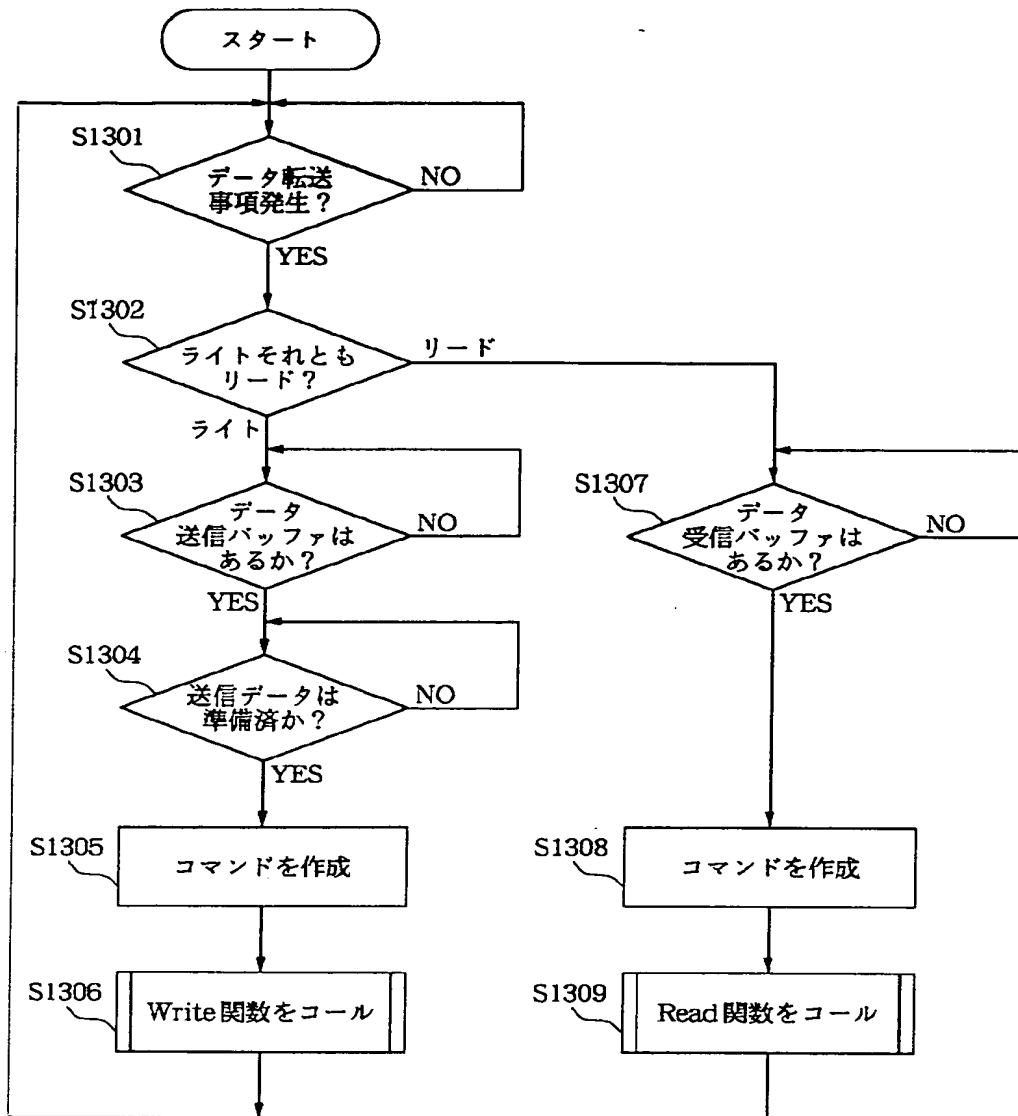 スタート
S1301
データ転送
事項発生?
NO
YES
S1302
ライトそれとも
リード?
リード
ライト
S1303
データ
送信バッファは
あるか?
NO
YES
S1307
データ
受信バッファは
あるか?
NO
YES
S1304
送信データは
準備済か?
NO
YES
S1305
コマンドを作成
S1308
コマンドを作成
S1306
Write関数をコール
S1309
Read関数をコール